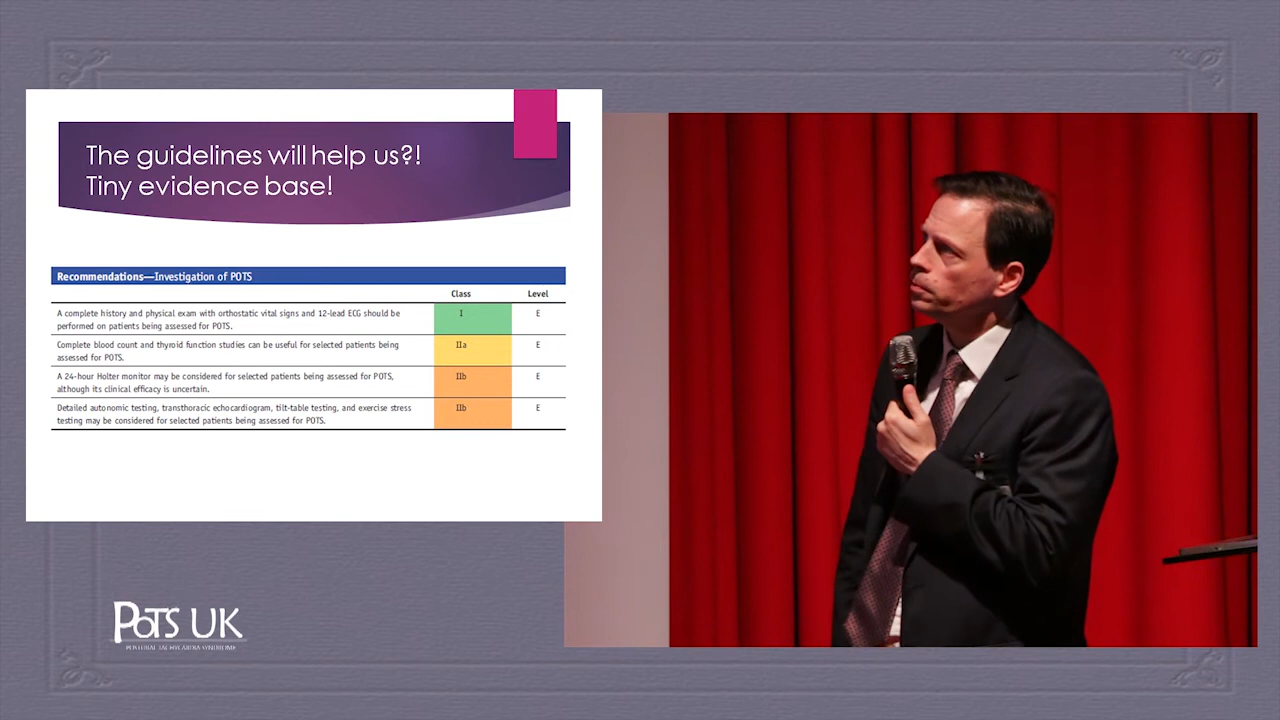 The guidelines will help us?!
Tiny evidence base!
Recommendations—Investigation of POTS
Class Level
A complete history and physical exam with orthostatic vital signs and 12-lead ECG should be I E
performed on patients being assessed for POTS.
Complete blood count and thyroid function studies can be useful for selected patients being IIa E
assessed for POTS.
A 24-hour Holter monitor may be considered for selected patients being assessed for POTS, IIb E
although its clinical efficacy is uncertain.
Detailed autonomic testing, transthoracic echocardiogram, tilt-table testing, and exercise stress IIb E
testing may be considered for selected patients being assessed for POTS.
PoTS UK
POSTURAL TACHYCARDIA SYNDROME